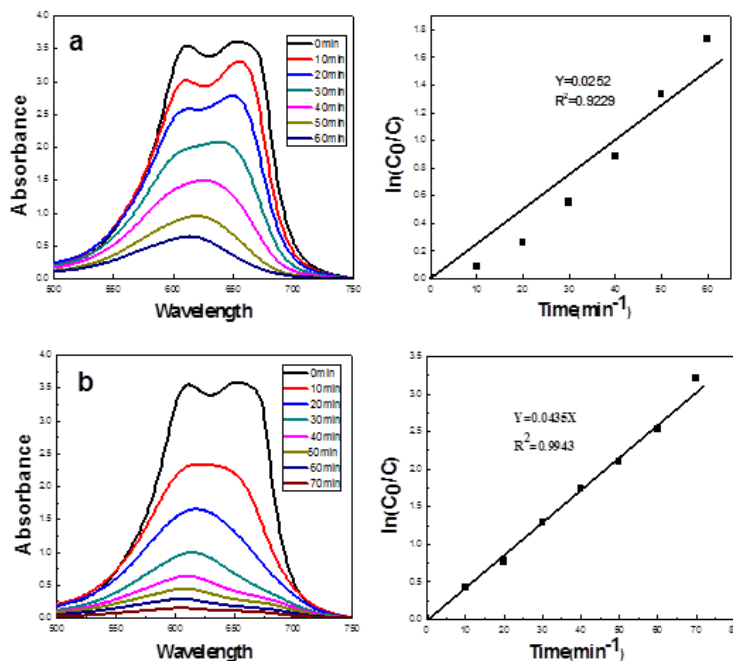 a
Absorbance
4.0
3.5
3.0
2.5
2.0
1.5
1.0
0.5
0.0
500
550
600
650
700
750
Wavelength
0min
10min
20min
30min
40min
50min
60min
ln(C0/C)
1.8
1.6
1.4
1.2
1.0
0.8
0.6
0.4
0.2
0.0
0
10
20
30
40
50
60
Time(min-1)
Y=0.0252
R2=0.9229
b
Absorbance
4.0
3.5
3.0
2.5
2.0
1.5
1.0
0.5
0.0
500
550
600
650
700
750
Wavelength
0min
10min
20min
30min
40min
50min
60min
70min
ln(C0/C)
3.5
3.0
2.5
2.0
1.5
1.0
0.5
0.0
0
10
20
30
40
50
60
70
Time(min-1)
Y=0.0435X
R2=0.9943